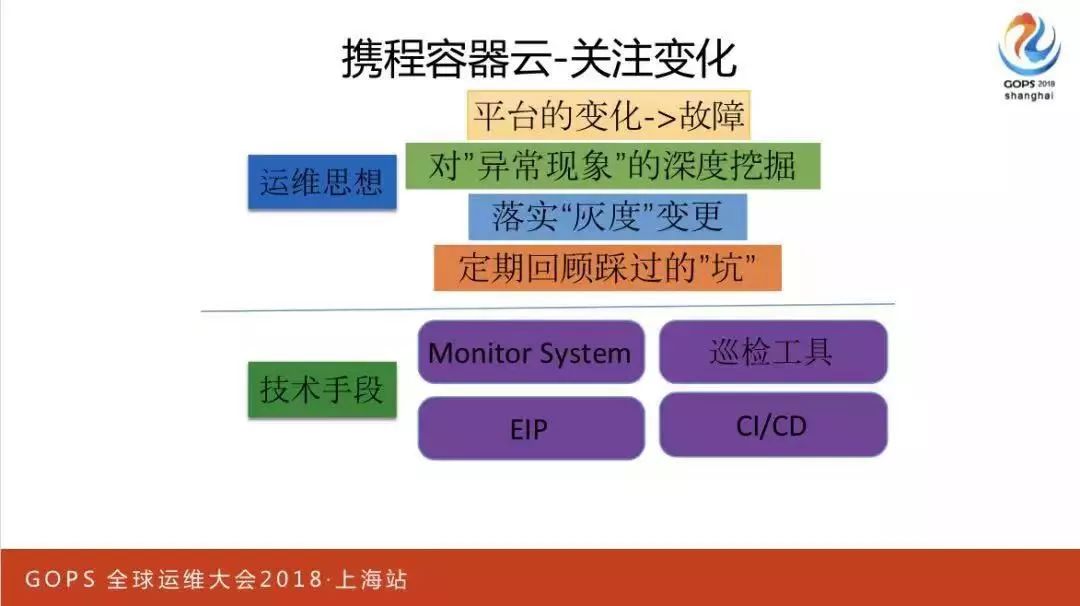 携程容器云-关注变化
GOPS 2018
shanghai
平台的变化->故障
运维思想
对”异常现象”的深度挖掘
落实“灰度”变更
定期回顾踩过的”坑”
技术手段
Monitor System
巡检工具
EIP
CI/CD
GOPS 全球运维大会2018·上海站